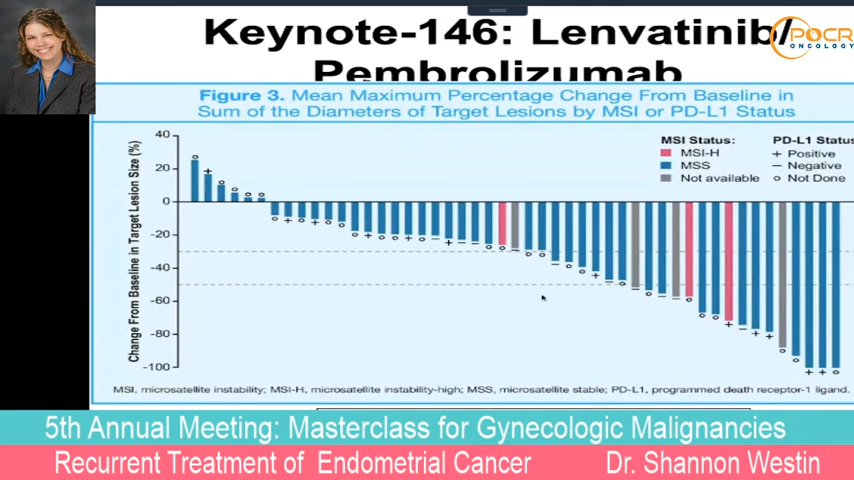 Keynote-146: Lenvatinib/
Pembrolizumab
POCR
ONCOLOGY
Figure 3. Mean Maximum Percentage Change From Baseline in
Sum of the Diameters of Target Lesions by MSI or PD-L1 Status
Change From Baseline in Target Lesion Size (%)
40
20
0
-20
-40
-60
-80
-100
MSI Status:
MSI-H
MSS
Not available
PD-L1 Status
+ Positive
− Negative
o Not Done
MSI, microsatellite instability; MSI-H, microsatellite instability-high; MSS, microsatellite stable; PD-L1, programmed death receptor-1 ligand.
5th Annual Meeting: Masterclass for Gynecologic Malignancies
Recurrent Treatment of Endometrial Cancer
Dr. Shannon Westin